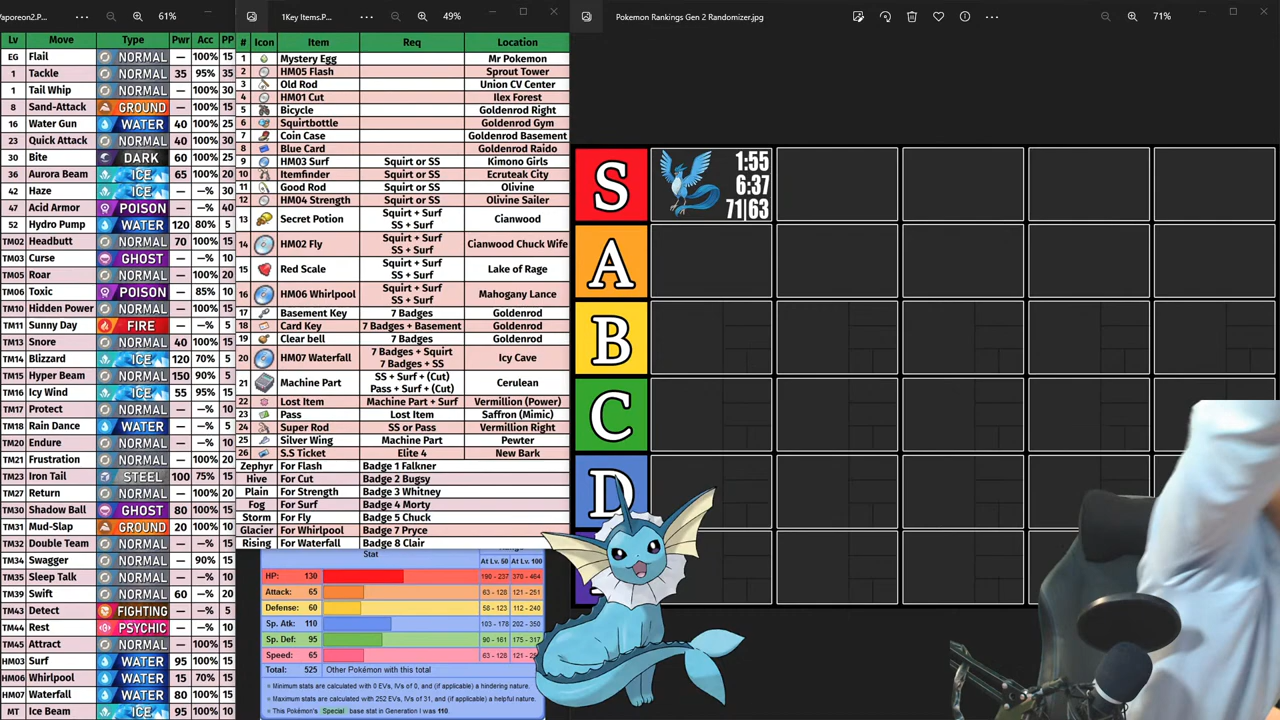 Vaporeon2.P... ... 61%
Lv Move Type Pwr Acc PP
EG Flail NORMAL — 100% 15
1 Tackle NORMAL 35 95% 35
1 Tail Whip NORMAL — 100% 30
8 Sand-Attack GROUND — 100% 15
16 Water Gun WATER 40 100% 25
23 Quick Attack NORMAL 40 100% 30
30 Bite DARK 60 100% 25
36 Aurora Beam ICE 65 100% 20
42 Haze ICE — —% 30
47 Acid Armor POISON — —% 40
52 Hydro Pump WATER 120 80% 5
TM02 Headbutt NORMAL 70 100% 15
TM03 Curse GHOST — —% 10
TM05 Roar NORMAL — 100% 20
TM06 Toxic POISON — 85% 10
TM10 Hidden Power NORMAL — 100% 15
TM11 Sunny Day FIRE — —% 5
TM13 Snore NORMAL 40 100% 15
TM14 Blizzard ICE 120 70% 5
TM15 Hyper Beam NORMAL 150 90% 5
TM16 Icy Wind ICE 55 95% 15
TM17 Protect NORMAL — —% 10
TM18 Rain Dance WATER — —% 5
TM20 Endure NORMAL — —% 10
TM21 Frustration NORMAL — 100% 20
TM23 Iron Tail STEEL 100 75% 15
TM27 Return NORMAL — 100% 20
TM30 Shadow Ball GHOST 80 100% 15
TM31 Mud-Slap GROUND 20 100% 10
TM32 Double Team NORMAL — —% 15
TM34 Swagger NORMAL — 90% 15
TM35 Sleep Talk NORMAL — —% 10
TM39 Swift NORMAL 60 —% 20
TM43 Detect FIGHTING — —% 5
TM44 Rest PSYCHIC — —% 10
TM45 Attract NORMAL — 100% 15
HM03 Surf WATER 95 100% 15
HM06 Whirlpool WATER 15 70% 15
HM07 Waterfall WATER 80 100% 15
MT Ice Beam ICE 95 100% 10
1Key Items.P... ... 49%
# Icon Item Req Location
1 Mystery Egg Mr Pokemon
2 HM05 Flash Sprout Tower
3 Old Rod Union CV Center
4 HM01 Cut Ilex Forest
5 Bicycle Goldenrod Right
6 Squirtbottle Goldenrod Gym
7 Coin Case Goldenrod Basement
8 Blue Card Goldenrod Raido
9 HM03 Surf Squirt or SS Kimono Girls
10 Itemfinder Squirt or SS Ecruteak City
11 Good Rod Squirt or SS Olivine
12 HM04 Strength Squirt or SS Olivine Sailer
13 Secret Potion Squirt + Surf
SS + Surf Cianwood
14 HM02 Fly Squirt + Surf
SS + Surf Cianwood Chuck Wife
15 Red Scale Squirt + Surf
SS + Surf Lake of Rage
16 HM06 Whirlpool Squirt + Surf
SS + Surf Mahogany Lance
17 Basement Key 7 Badges Goldenrod
18 Card Key 7 Badges + Basement Goldenrod
19 Clear bell 7 Badges Goldenrod
20 HM07 Waterfall 7 Badges + Squirt
7 Badges + SS Icy Cave
21 Machine Part SS + Surf + (Cut)
Pass + Surf + (Cut) Cerulean
22 Lost Item Machine Part + Surf Vermillion (Power)
23 Pass Lost Item Saffron (Mimic)
24 Super Rod SS or Pass Vermillion Right
25 Silver Wing Machine Part Pewter
26 S.S Ticket Elite 4 New Bark
Zephyr For Flash Badge 1 Falkner
Hive For Cut Badge 2 Bugsy
Plain For Strength Badge 3 Whitney
Fog For Surf Badge 4 Morty
Storm For Fly Badge 5 Chuck
Glacier For Whirlpool Badge 7 Pryce
Rising For Waterfall Badge 8 Clair
Stat
At Lv. 50 At Lv. 100
HP: 130 190 - 237 370 - 464
Attack: 65 63 - 128 121 - 251
Defense: 60 58 - 123 112 - 240
Sp. Atk: 110 103 - 178 202 - 350
Sp. Def: 95 90 - 161 175 - 317
Speed: 65 63 - 128
Total: 525 Other Pokémon with this total
• Minimum stats are calculated with 0 EVs, IVs of 0, and (if applicable) a hindering nature.
• Maximum stats are calculated with 252 EVs, IVs of 31, and (if applicable) a helpful nature.
• This Pokémon's Special base stat in Generation I was 110.
Pokemon Rankings Gen 2 Randomizer.jpg ... 71%
S 1:55
6:37
71|63
A
B
C
D